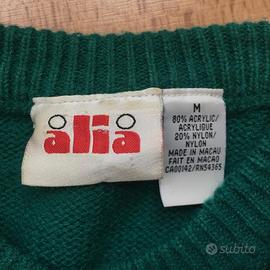 alia
M
80% ACRYLIC/
ACRYLIQUE
20% NYLON/
NYLON
MADE IN MACAU
FAIT EN MACAO
CA00142/RN54365
subito